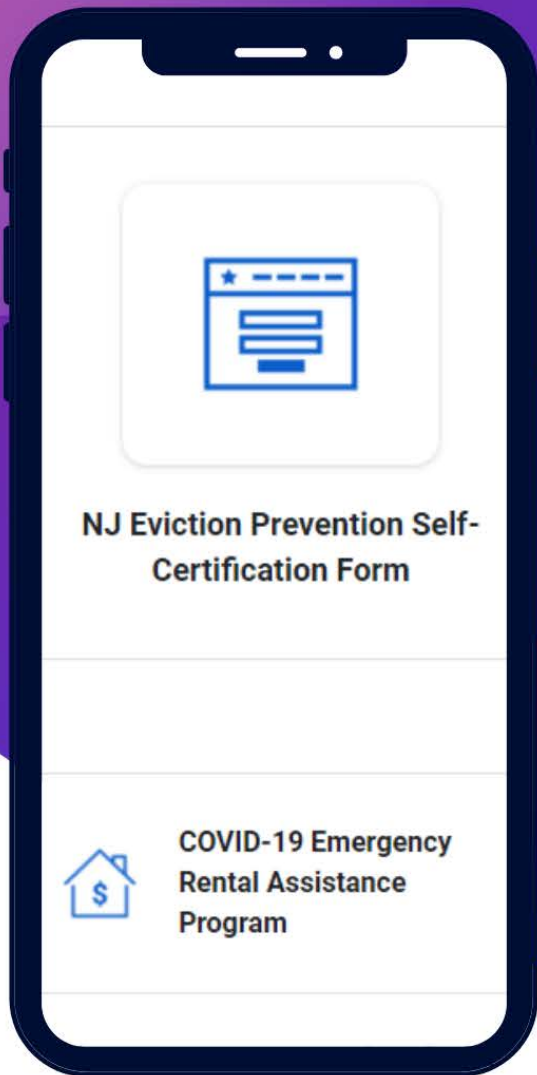 NJ Eviction Prevention Self-
Certification Form
$
COVID-19 Emergency
Rental Assistance
Program